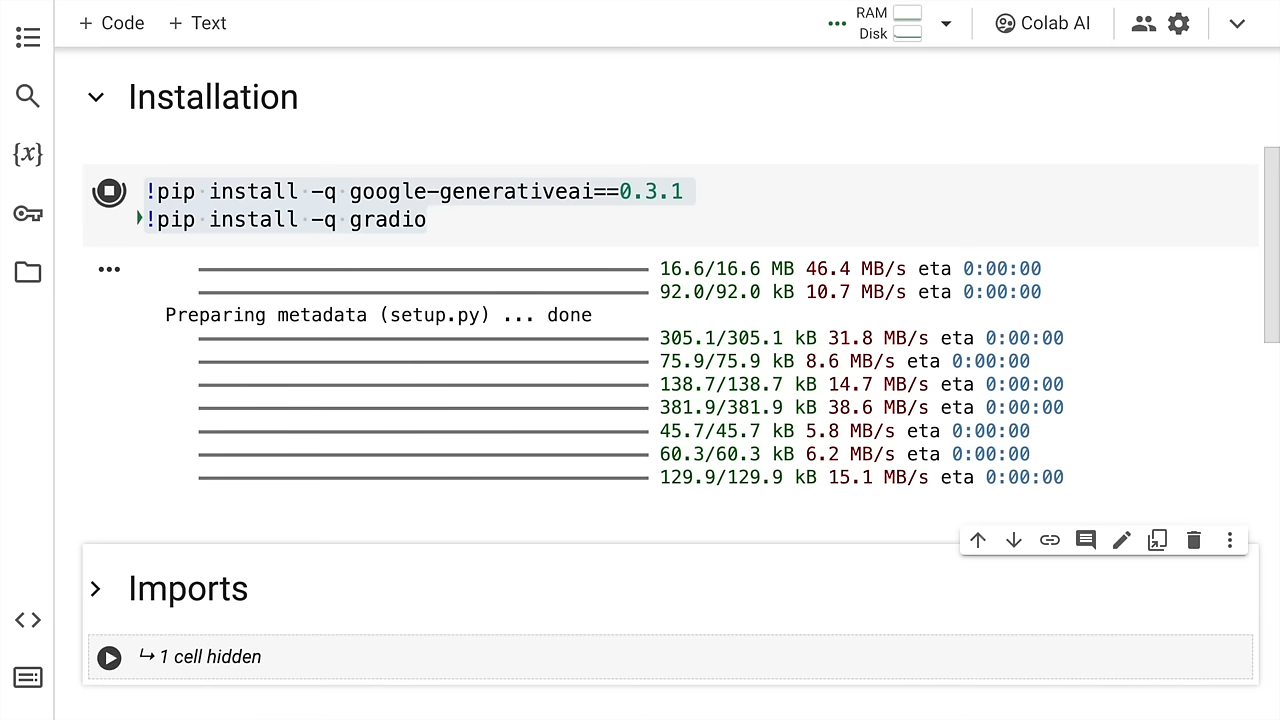 + Code + Text
RAM
Disk
Colab AI
Installation
!pip install -q google-generativeai==0.3.1
!pip install -q gradio
16.6/16.6 MB 46.4 MB/s eta 0:00:00
92.0/92.0 kB 10.7 MB/s eta 0:00:00
Preparing metadata (setup.py) ... done
305.1/305.1 kB 31.8 MB/s eta 0:00:00
75.9/75.9 kB 8.6 MB/s eta 0:00:00
138.7/138.7 kB 14.7 MB/s eta 0:00:00
381.9/381.9 kB 38.6 MB/s eta 0:00:00
45.7/45.7 kB 5.8 MB/s eta 0:00:00
60.3/60.3 kB 6.2 MB/s eta 0:00:00
129.9/129.9 kB 15.1 MB/s eta 0:00:00
Imports
↪ 1 cell hidden
{x}